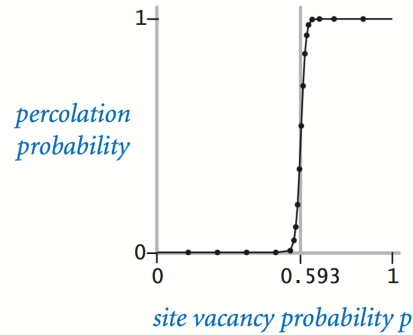 1
percolation
probability
0
0 0.593 1
site vacancy probability p